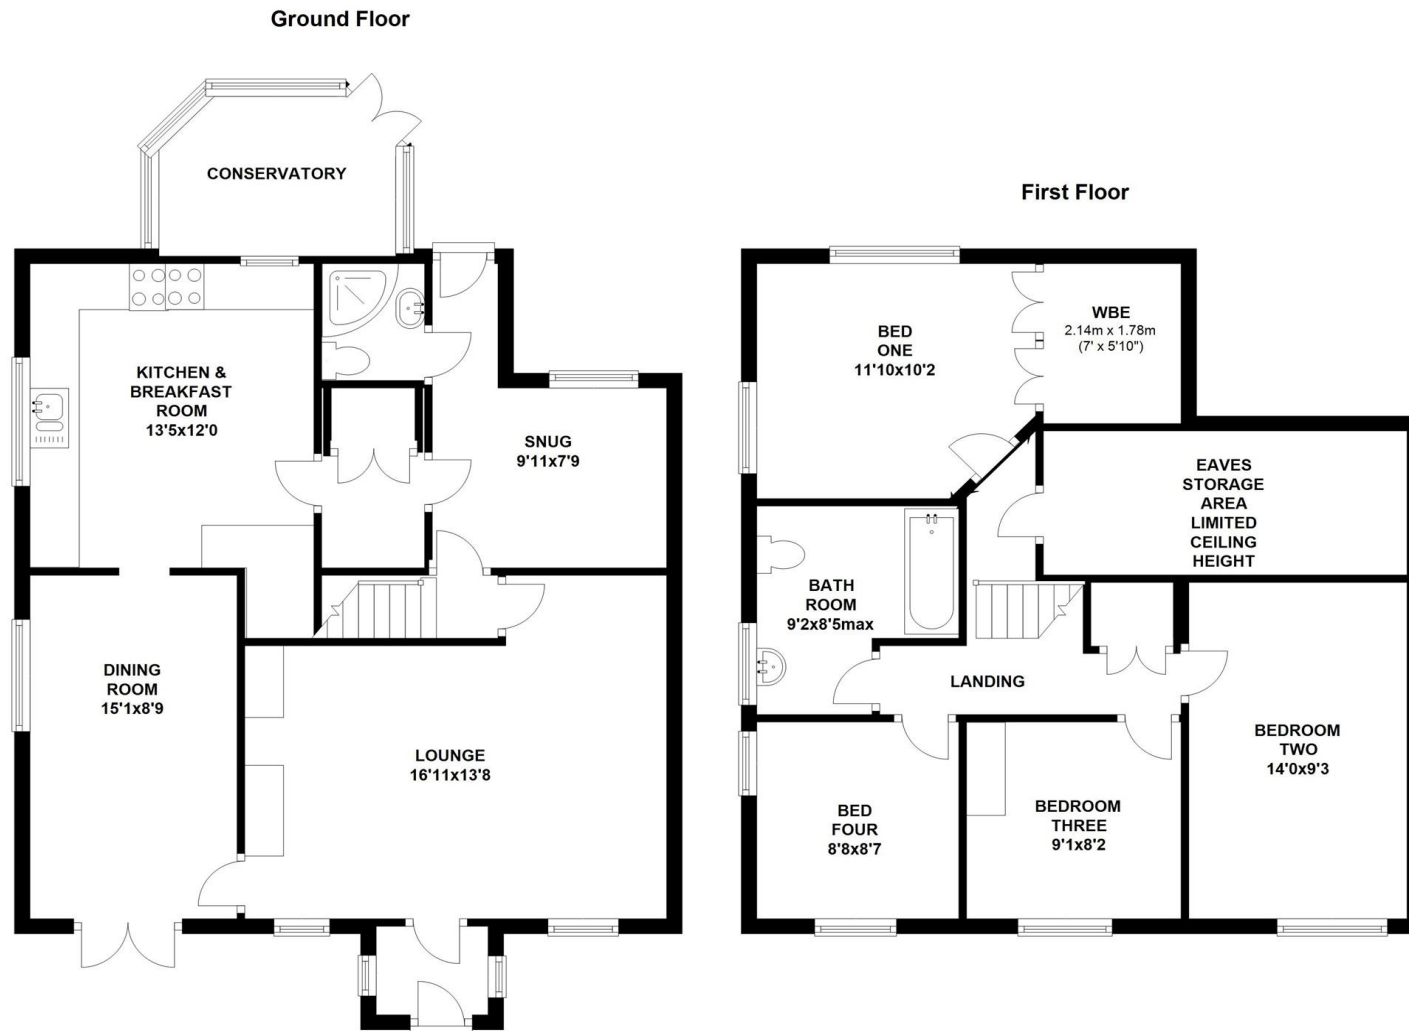 Ground Floor
CONSERVATORY
KITCHEN &
BREAKFAST
ROOM
13'5x12'0
SNUG
9'11x7'9
DINING
ROOM
15'1x8'9
LOUNGE
16'11x13'8
First Floor
BED
ONE
11'10x10'2
WBE
2.14m x 1.78m
(7' x 5'10")
EAVES
STORAGE
AREA
LIMITED
CEILING
HEIGHT
BATH
ROOM
9'2x8'5max
LANDING
BEDROOM
TWO
14'0x9'3
BED
FOUR
8'8x8'7
BEDROOM
THREE
9'1x8'2